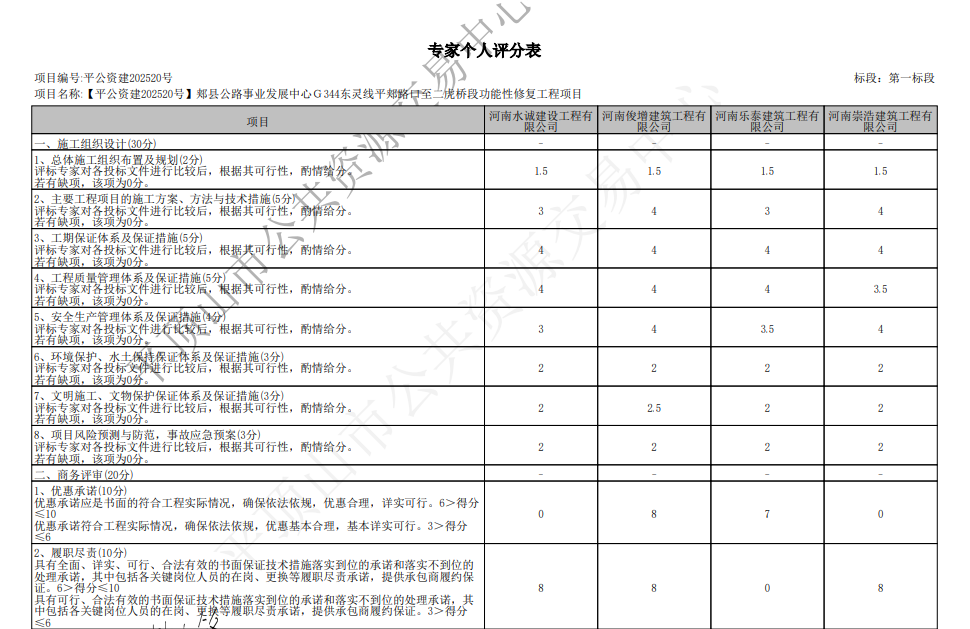 专家个人评分表
项目编号:平公资建202520号 标段：第一标段
项目名称:【平公资建202520号】郏县公路事业发展中心G344东灵线平郏路口至二虎桥段功能性修复工程项目
项目 河南水诚建设工程有限公司 河南俊增建筑工程有限公司 河南乐泰建筑工程有限公司 河南崇浩建筑工程有限公司
一、施工组织设计(30分) - - - -
1、总体施工组织布置及规划(2分)
评标专家对各投标文件进行比较后，根据其可行性，酌情给分。
若有缺项，该项为0分。
1.5 1.5 1.5 1.5
2、主要工程项目的施工方案、方法与技术措施(5分)
评标专家对各投标文件进行比较后，根据其可行性，酌情给分。
若有缺项，该项为0分。
3 4 3 4
3、工期保证体系及保证措施(5分)
评标专家对各投标文件进行比较后，根据其可行性，酌情给分。
若有缺项，该项为0分。
4 4 4 4
4、工程质量管理体系及保证措施(5分)
评标专家对各投标文件进行比较后，根据其可行性，酌情给分。
若有缺项，该项为0分。
4 4 4 3.5
5、安全生产管理体系及保证措施(4分)
评标专家对各投标文件进行比较后，根据其可行性，酌情给分。
若有缺项，该项为0分。
3 4 3.5 4
6、环境保护、水土保持保证体系及保证措施(3分)
评标专家对各投标文件进行比较后，根据其可行性，酌情给分。
若有缺项，该项为0分。
2 2 2 2
7、文明施工、文物保护保证体系及保证措施(3分)
评标专家对各投标文件进行比较后，根据其可行性，酌情给分。
若有缺项，该项为0分。
2 2.5 2 2
8、项目风险预测与防范，事故应急预案(3分)
评标专家对各投标文件进行比较后，根据其可行性，酌情给分。
若有缺项，该项为0分。
2 2 2 2
二、商务评审(20分) - - - -
1、优惠承诺(10分)
优惠承诺应是书面的符合工程实际情况，确保依法依规，优惠合理，详实可行。6＞得分
≤10
优惠承诺符合工程实际情况，确保依法依规，优惠基本合理，基本详实可行。3＞得分
≤6
0 8 7 0
2、履职尽责(10分)
具有全面、详实、可行、合法有效的书面保证技术措施落实到位的承诺和落实不到位的
处理承诺，其中包括各关键岗位人员的在岗、更换等履职尽责承诺，提供承包商履约保
证。6＞得分≤10
具有可行、合法有效的书面保证技术措施落实到位的承诺和落实不到位的处理承诺，其
中包括各关键岗位人员的在岗、更换等履职尽责承诺，提供承包商履约保证。3＞得分
≤6
8 8 0 8
平顶山市公共资源交易中心
平顶山市公共资源交易中心